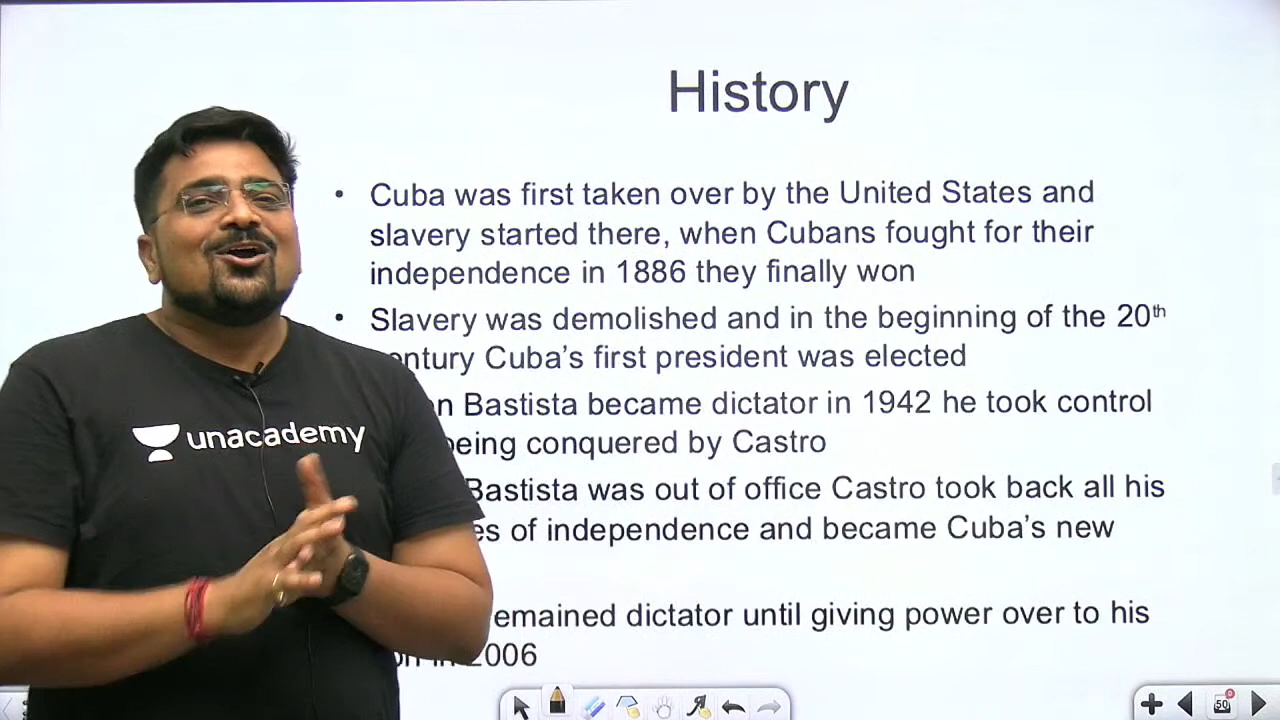 History
• Cuba was first taken over by the United States and
slavery started there, when Cubans fought for their
independence in 1886 they finally won
• Slavery was demolished and in the beginning of the 20th
entury Cuba's first president was elected
n Bastista became dictator in 1942 he took control
being conquered by Castro
Bastista was out of office Castro took back all his
es of independence and became Cuba's new
emained dictator until giving power over to his
2006
unacademy
50
0